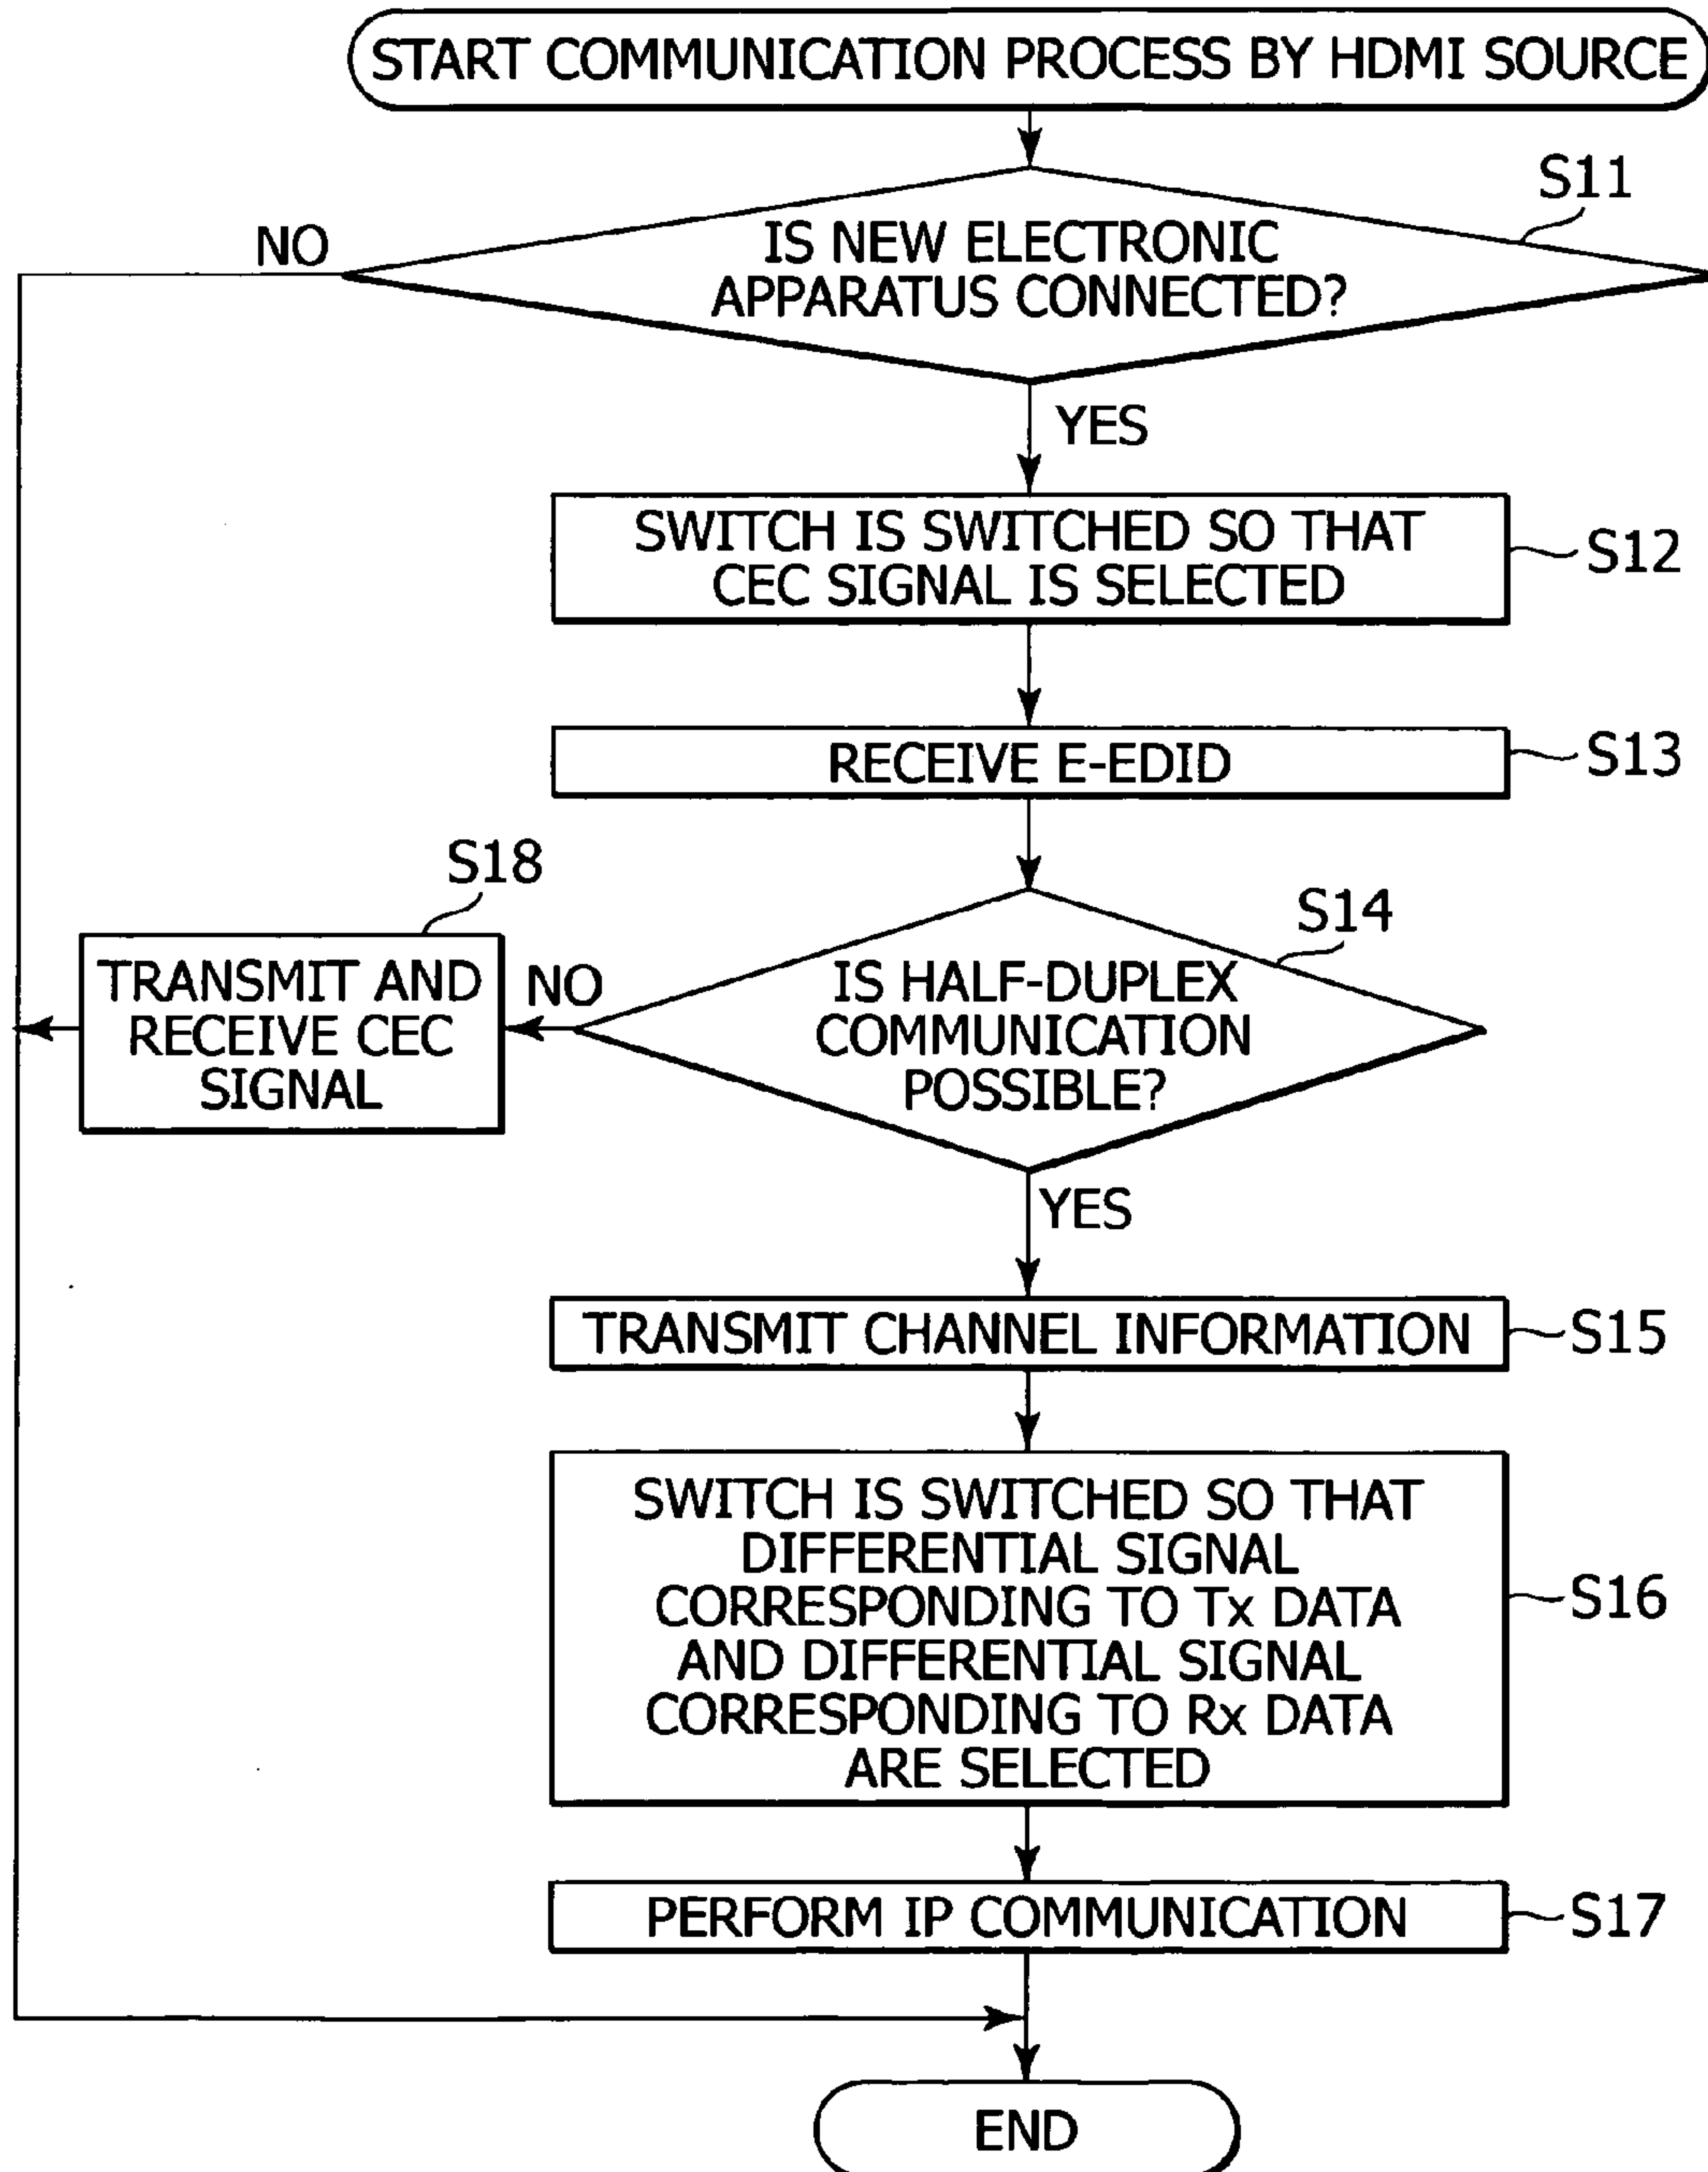 START COMMUNICATION PROCESS BY HDMI SOURCE
S11
NO
IS NEW ELECTRONIC
APPARATUS CONNECTED?
YES
SWITCH IS SWITCHED SO THAT
CEC SIGNAL IS SELECTED
S12
RECEIVE E-EDID
S13
S18
S14
TRANSMIT AND
RECEIVE CEC
SIGNAL
NO
IS HALF-DUPLEX
COMMUNICATION
POSSIBLE?
YES
TRANSMIT CHANNEL INFORMATION
S15
SWITCH IS SWITCHED SO THAT
DIFFERENTIAL SIGNAL
CORRESPONDING TO Tx DATA
AND DIFFERENTIAL SIGNAL
CORRESPONDING TO Rx DATA
ARE SELECTED
S16
PERFORM IP COMMUNICATION
S17
END